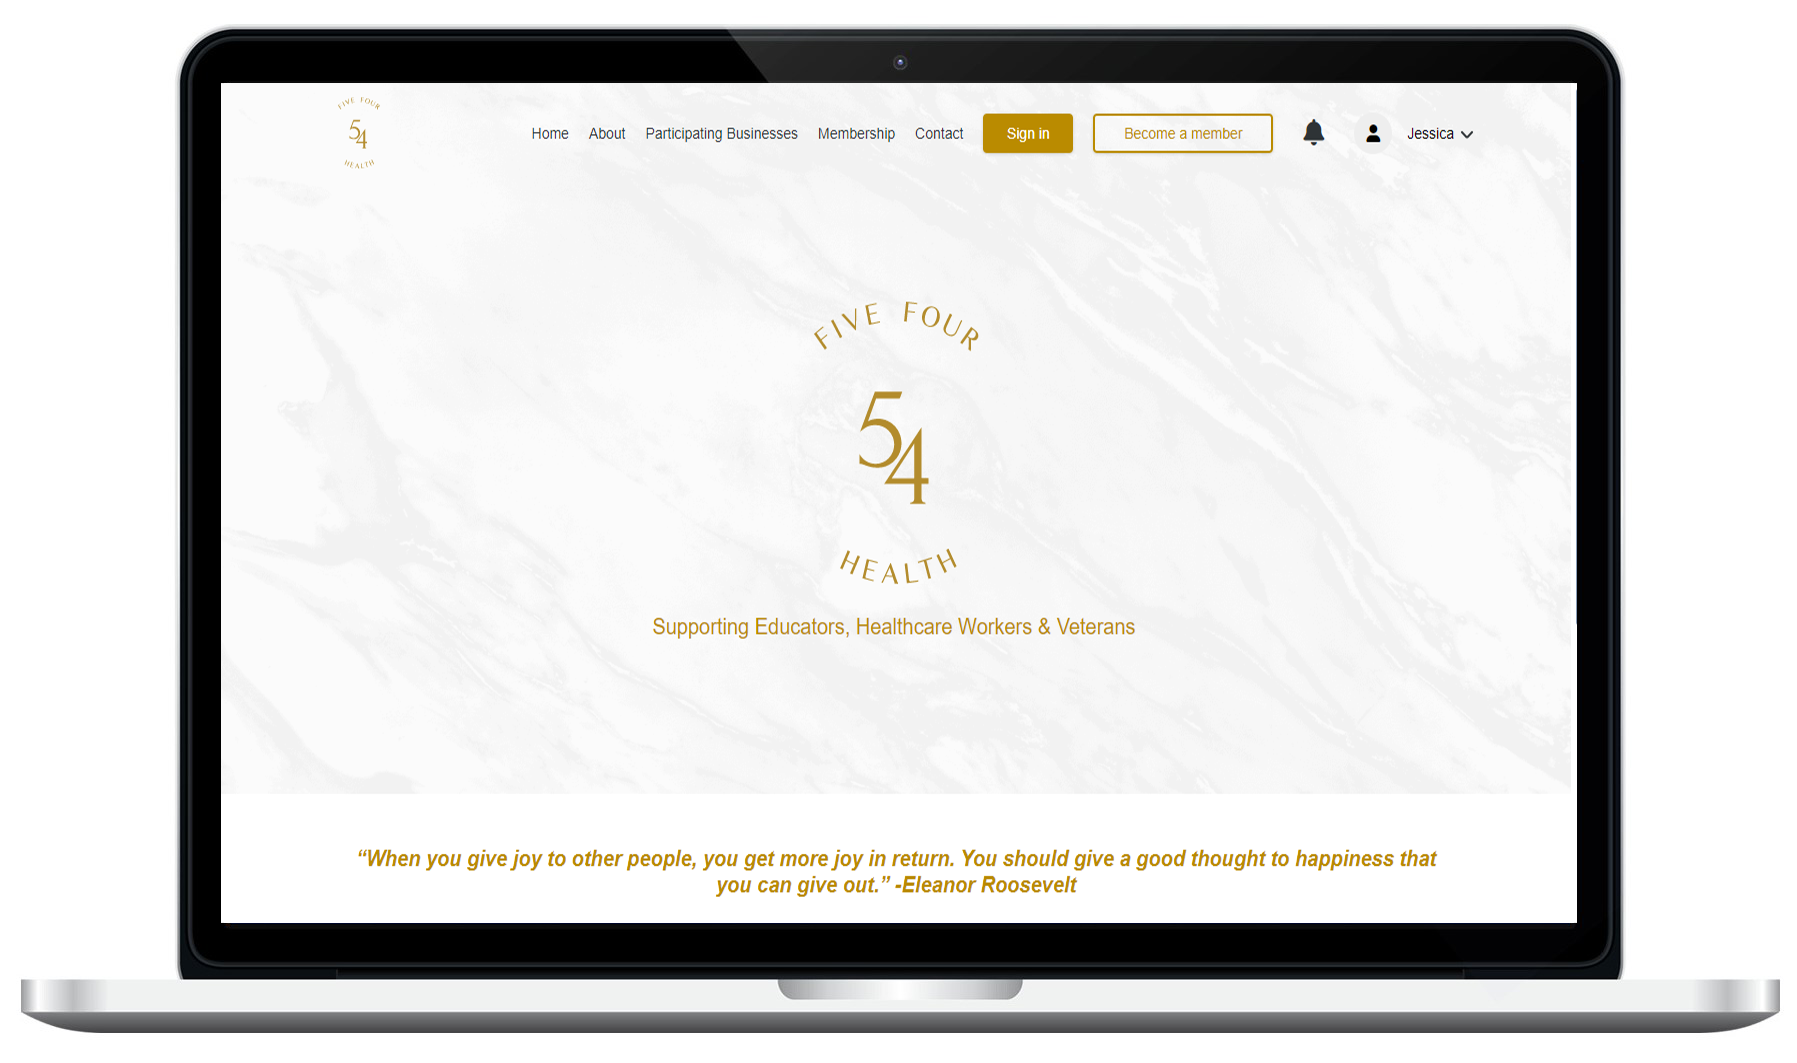 FIVE FOUR
54
HEALTH
Home About Participating Businesses Membership Contact Sign in Become a member Jessica
FIVE FOUR
54
HEALTH
Supporting Educators, Healthcare Workers & Veterans
“When you give joy to other people, you get more joy in return. You should give a good thought to happiness that
you can give out.” -Eleanor Roosevelt